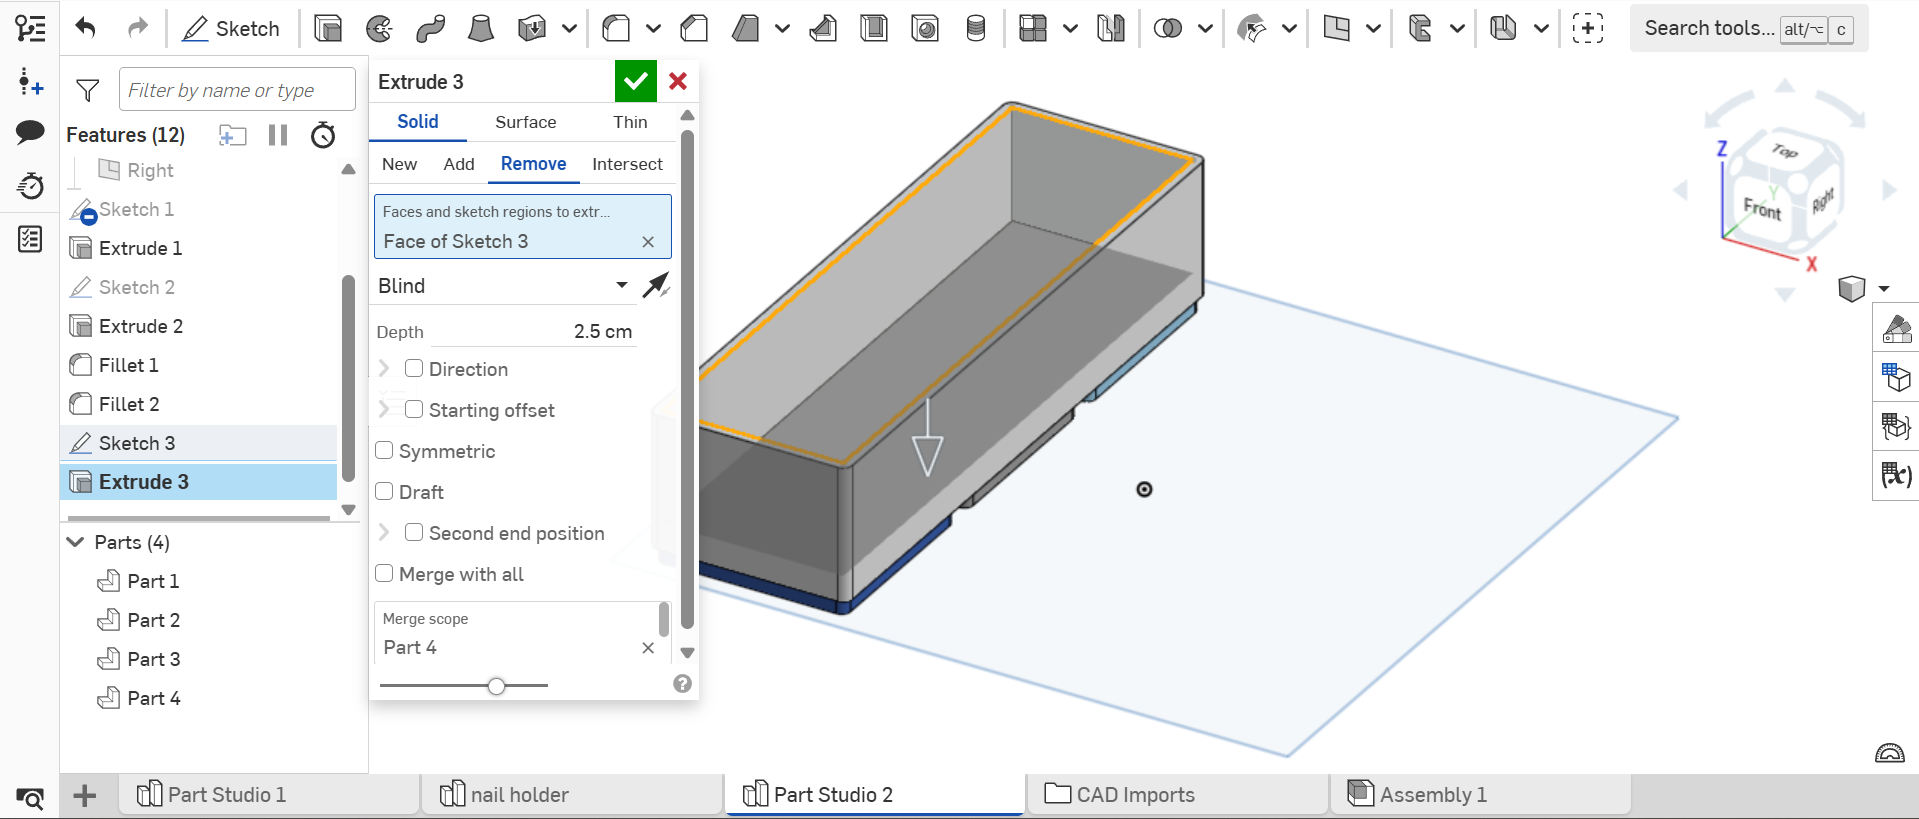 Sketch
Search tools... alt/⌥ c
Filter by name or type
Features (12)
Right
Sketch 1
Extrude 1
Sketch 2
Extrude 2
Fillet 1
Fillet 2
Sketch 3
Extrude 3
Parts (4)
Part 1
Part 2
Part 3
Part 4
Extrude 3
Solid Surface Thin
New Add Remove Intersect
Faces and sketch regions to extr...
Face of Sketch 3
Blind
Depth 2.5 cm
Direction
Starting offset
Symmetric
Draft
Second end position
Merge with all
Merge scope
Part 4
Z
Top
Y
Front
Right
X
(x)
Part Studio 1
nail holder
Part Studio 2
CAD Imports
Assembly 1